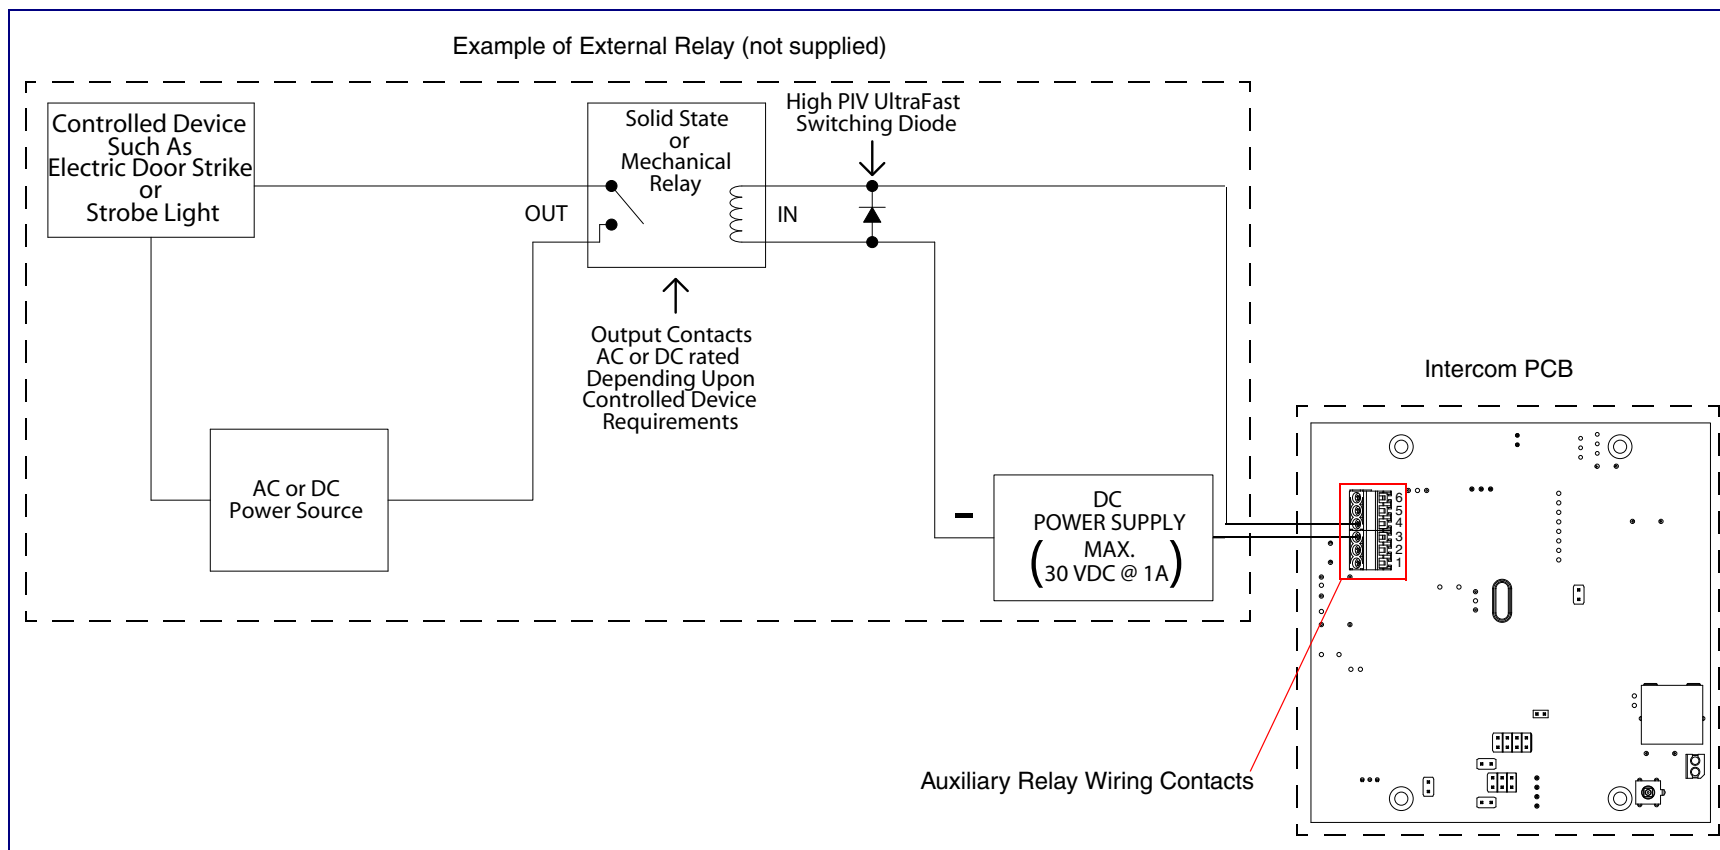 Example of External Relay (not supplied)
Controlled Device
Such As
Electric Door Strike
or
Strobe Light
Solid State
or
Mechanical
Relay
High PIV UltraFast
Switching Diode
OUT
IN
Output Contacts
AC or DC rated
Depending Upon
Controlled Device
Requirements
AC or DC
Power Source
–
DC
POWER SUPPLY
( MAX.
30 VDC @ 1A )
Intercom PCB
6
5
4
3
2
1
Auxiliary Relay Wiring Contacts